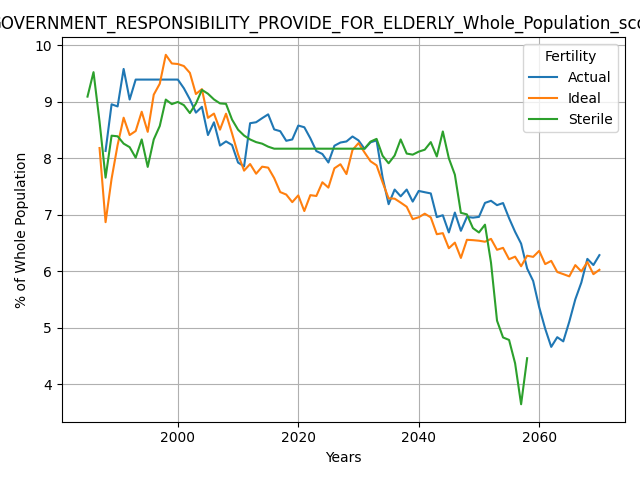 GOVERNMENT_RESPONSIBILITY_PROVIDE_FOR_ELDERLY_Whole_Population_sco
Fertility
Actual
Ideal
Sterile
% of Whole Population
10
9
8
7
6
5
4
2000 2020 2040 2060
Years